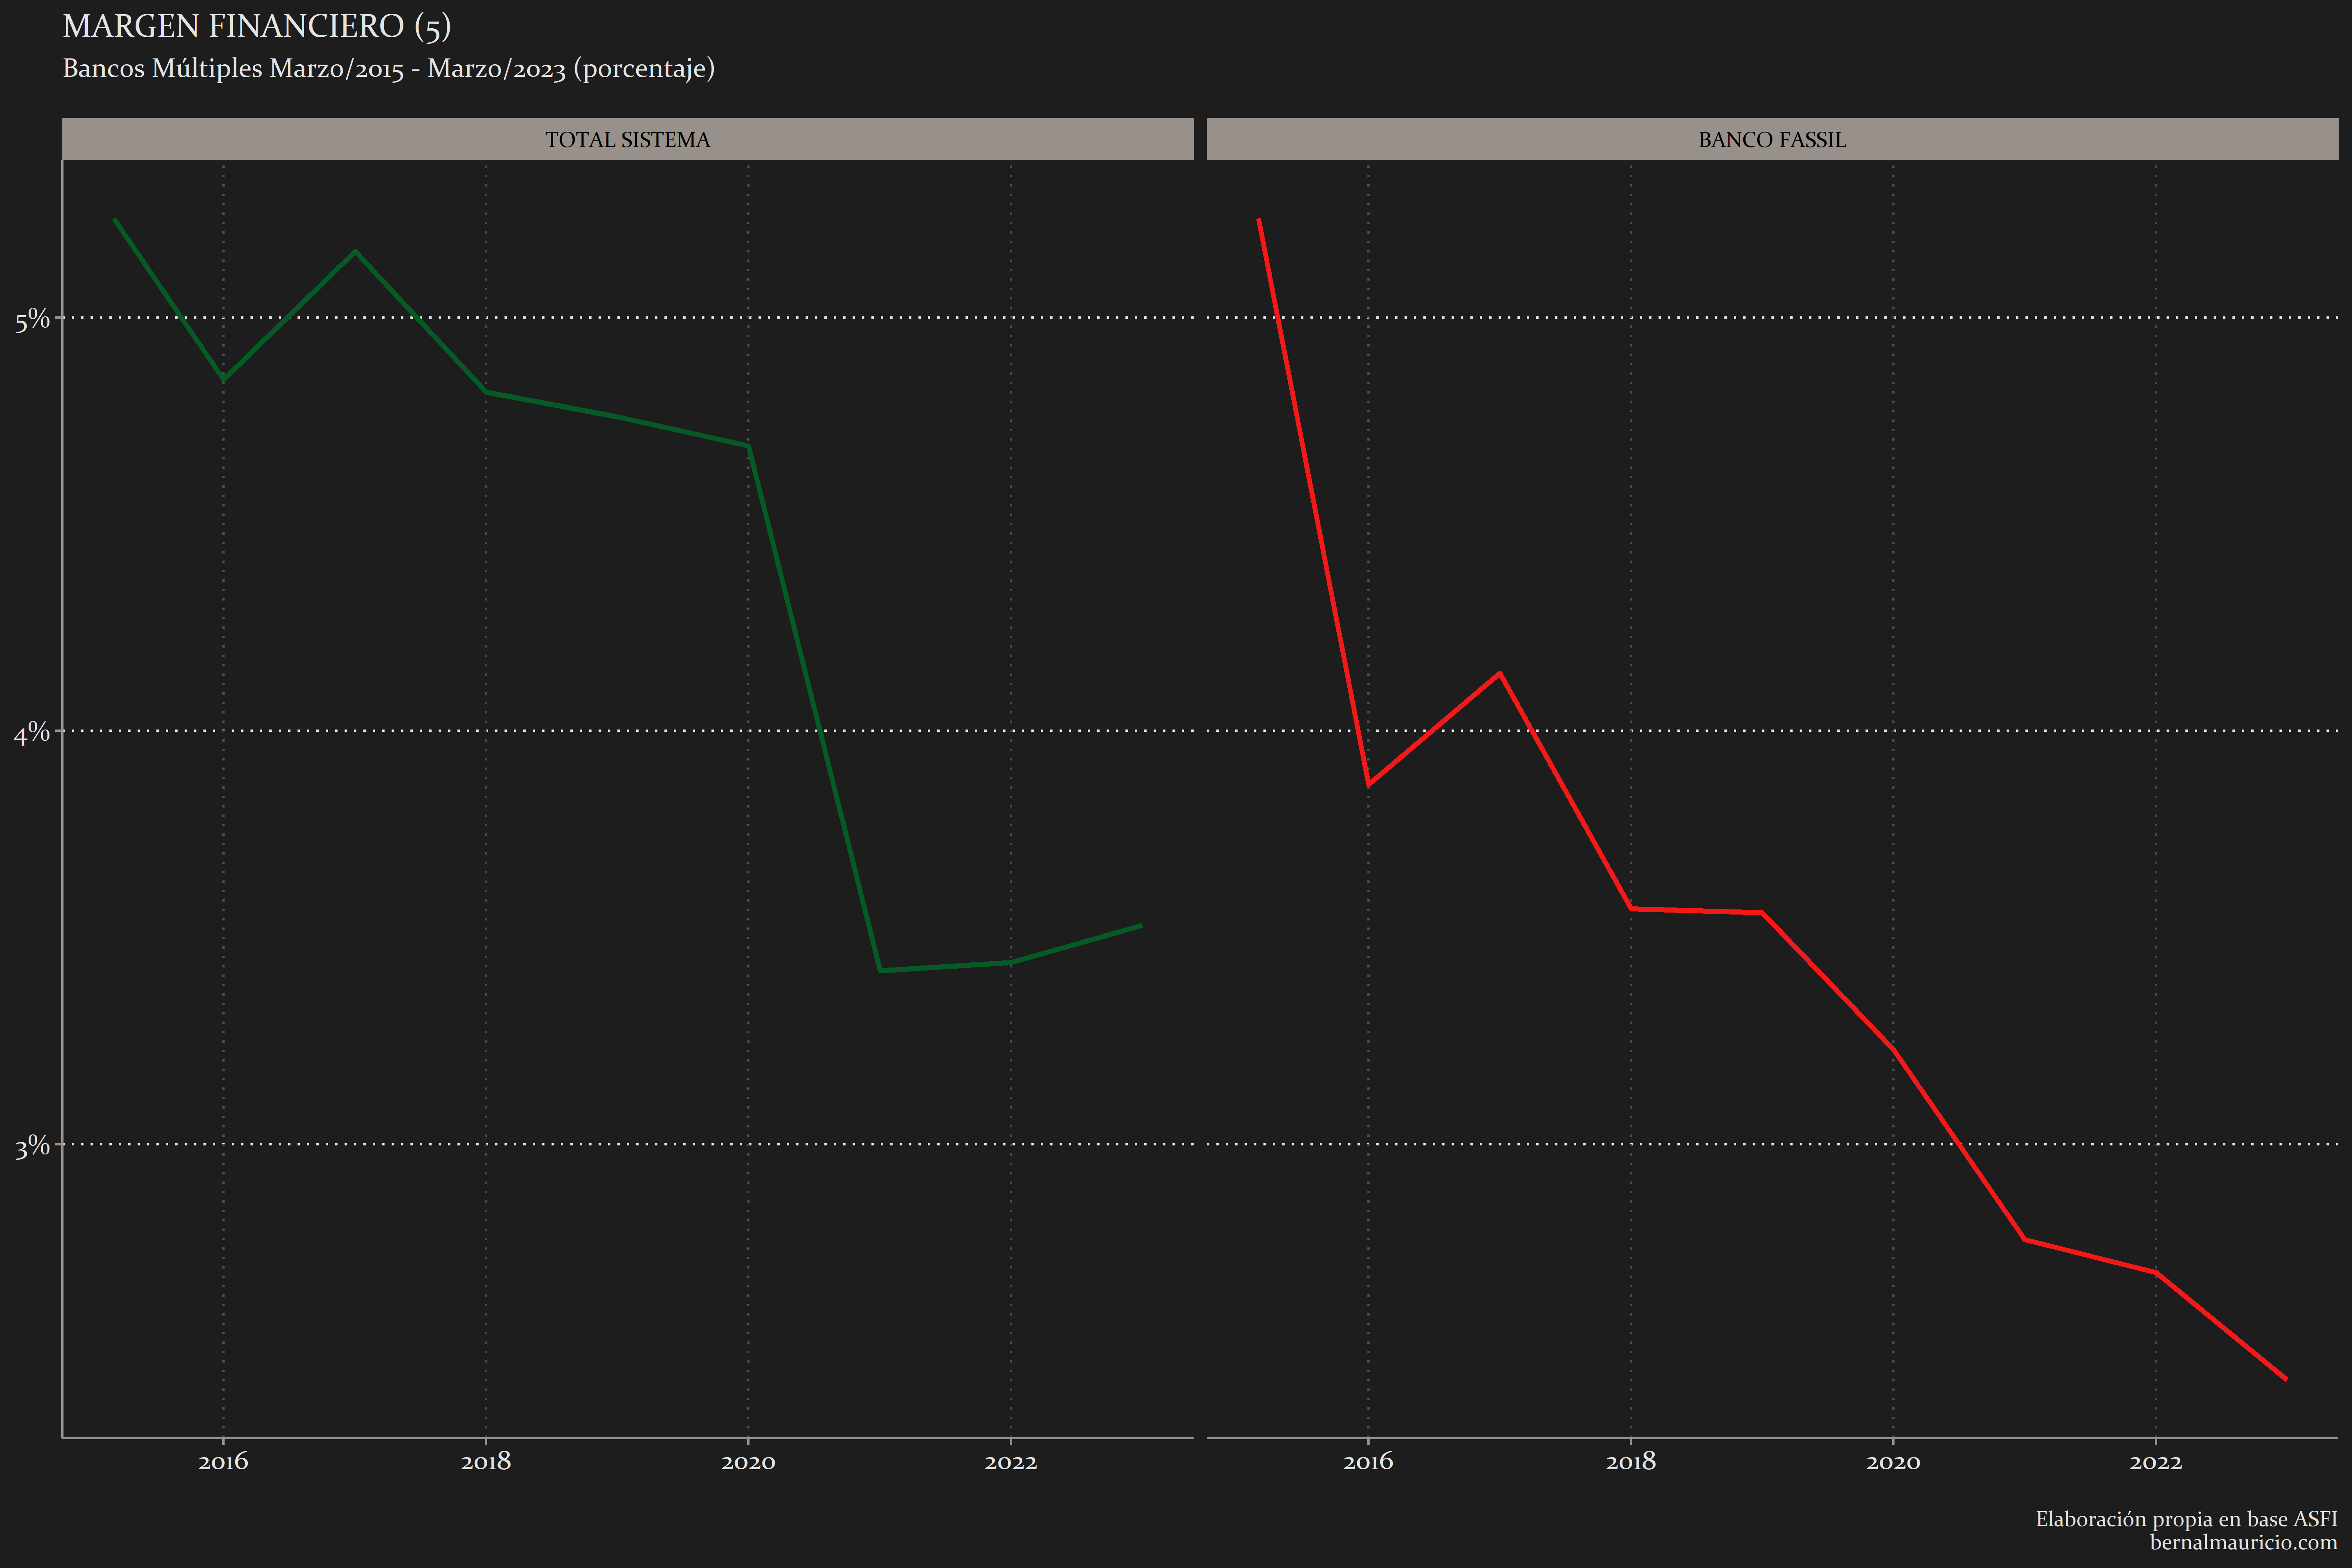 MARGEN FINANCIERO (5)
Bancos Múltiples Marzo/2015 - Marzo/2023 (porcentaje)
TOTAL SISTEMA
BANCO FASSIL
5%
4%
3%
2016 2018 2020 2022
2016 2018 2020 2022
Elaboración propia en base ASFI
bernalmauricio.com